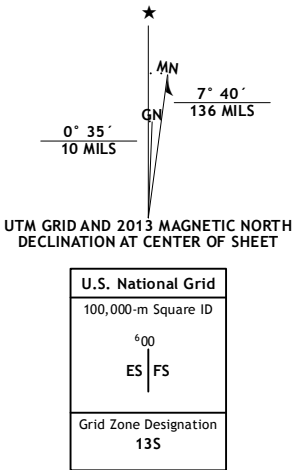 ★
MN
GN
7° 40´
136 MILS
0° 35´
10 MILS
UTM GRID AND 2013 MAGNETIC NORTH
DECLINATION AT CENTER OF SHEET
U.S. National Grid
100,000-m Square ID
⁶00
ES FS
Grid Zone Designation
13S